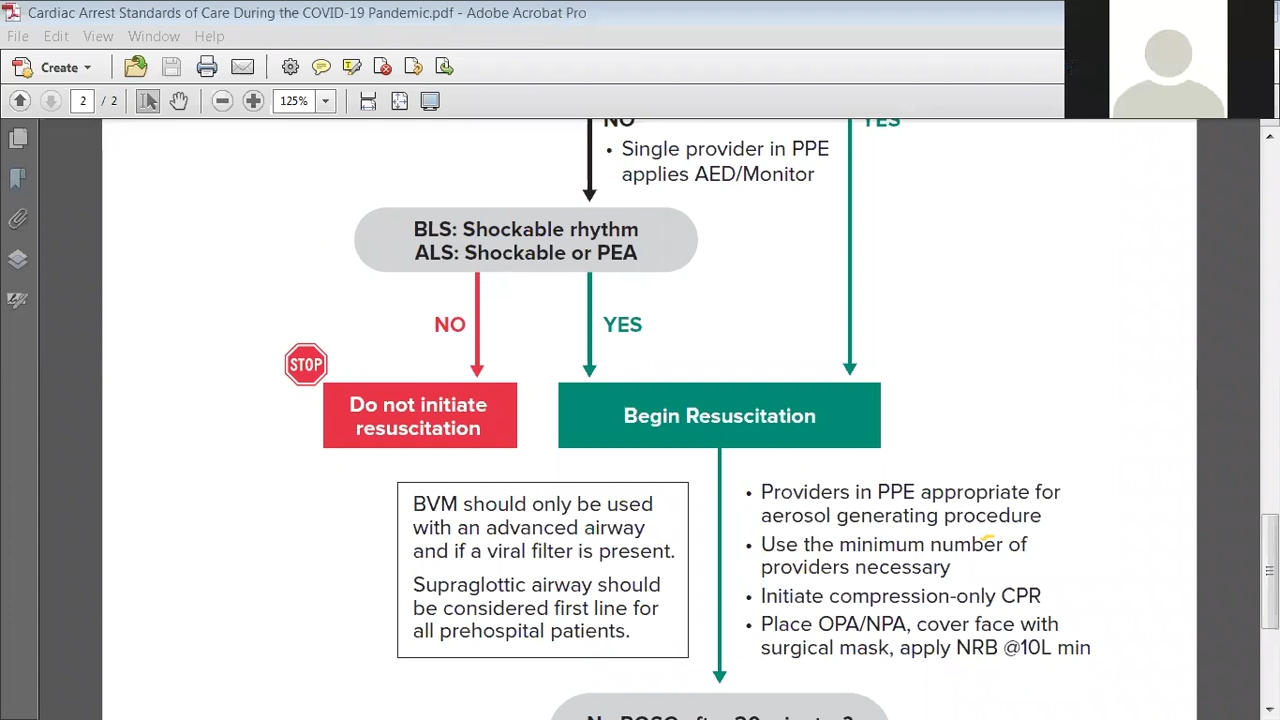 Cardiac Arrest Standards of Care During the COVID-19 Pandemic.pdf - Adobe Acrobat Pro
File Edit View Window Help
Create
2 / 2 125%
NO
YES
• Single provider in PPE
applies AED/Monitor
BLS: Shockable rhythm
ALS: Shockable or PEA
NO
YES
STOP
Do not initiate
resuscitation
Begin Resuscitation
BVM should only be used
with an advanced airway
and if a viral filter is present.
Supraglottic airway should
be considered first line for
all prehospital patients.
• Providers in PPE appropriate for
aerosol generating procedure
• Use the minimum number of
providers necessary
• Initiate compression-only CPR
• Place OPA/NPA, cover face with
surgical mask, apply NRB @10L min
No ROSC after 20 minutes?